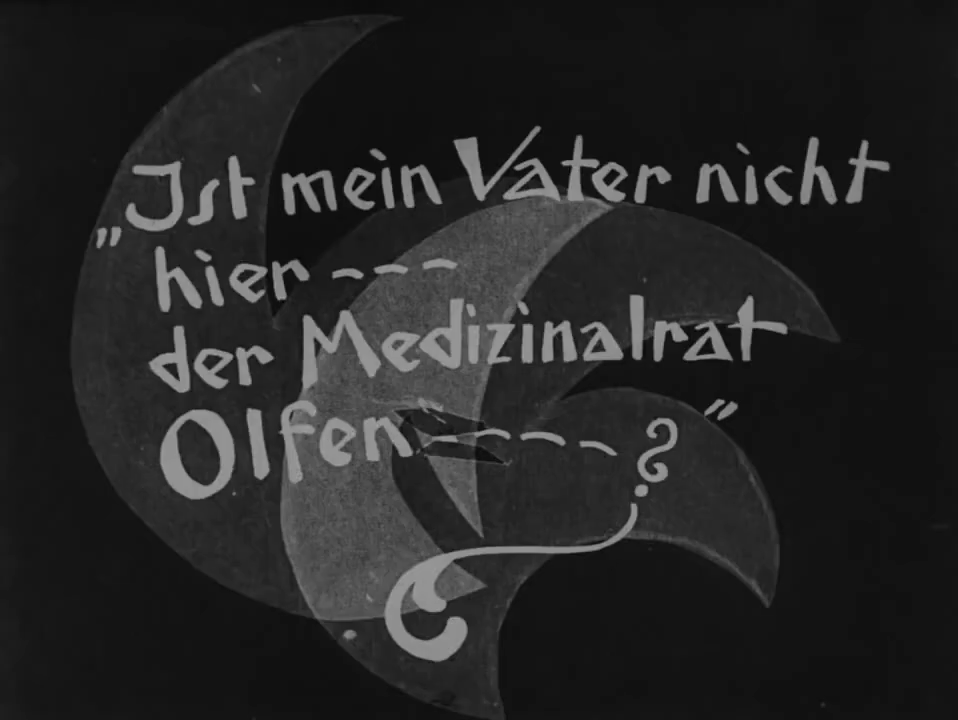 „Ist mein Vater nicht
hier ---
der Medizinalrat
Olfen ----?"